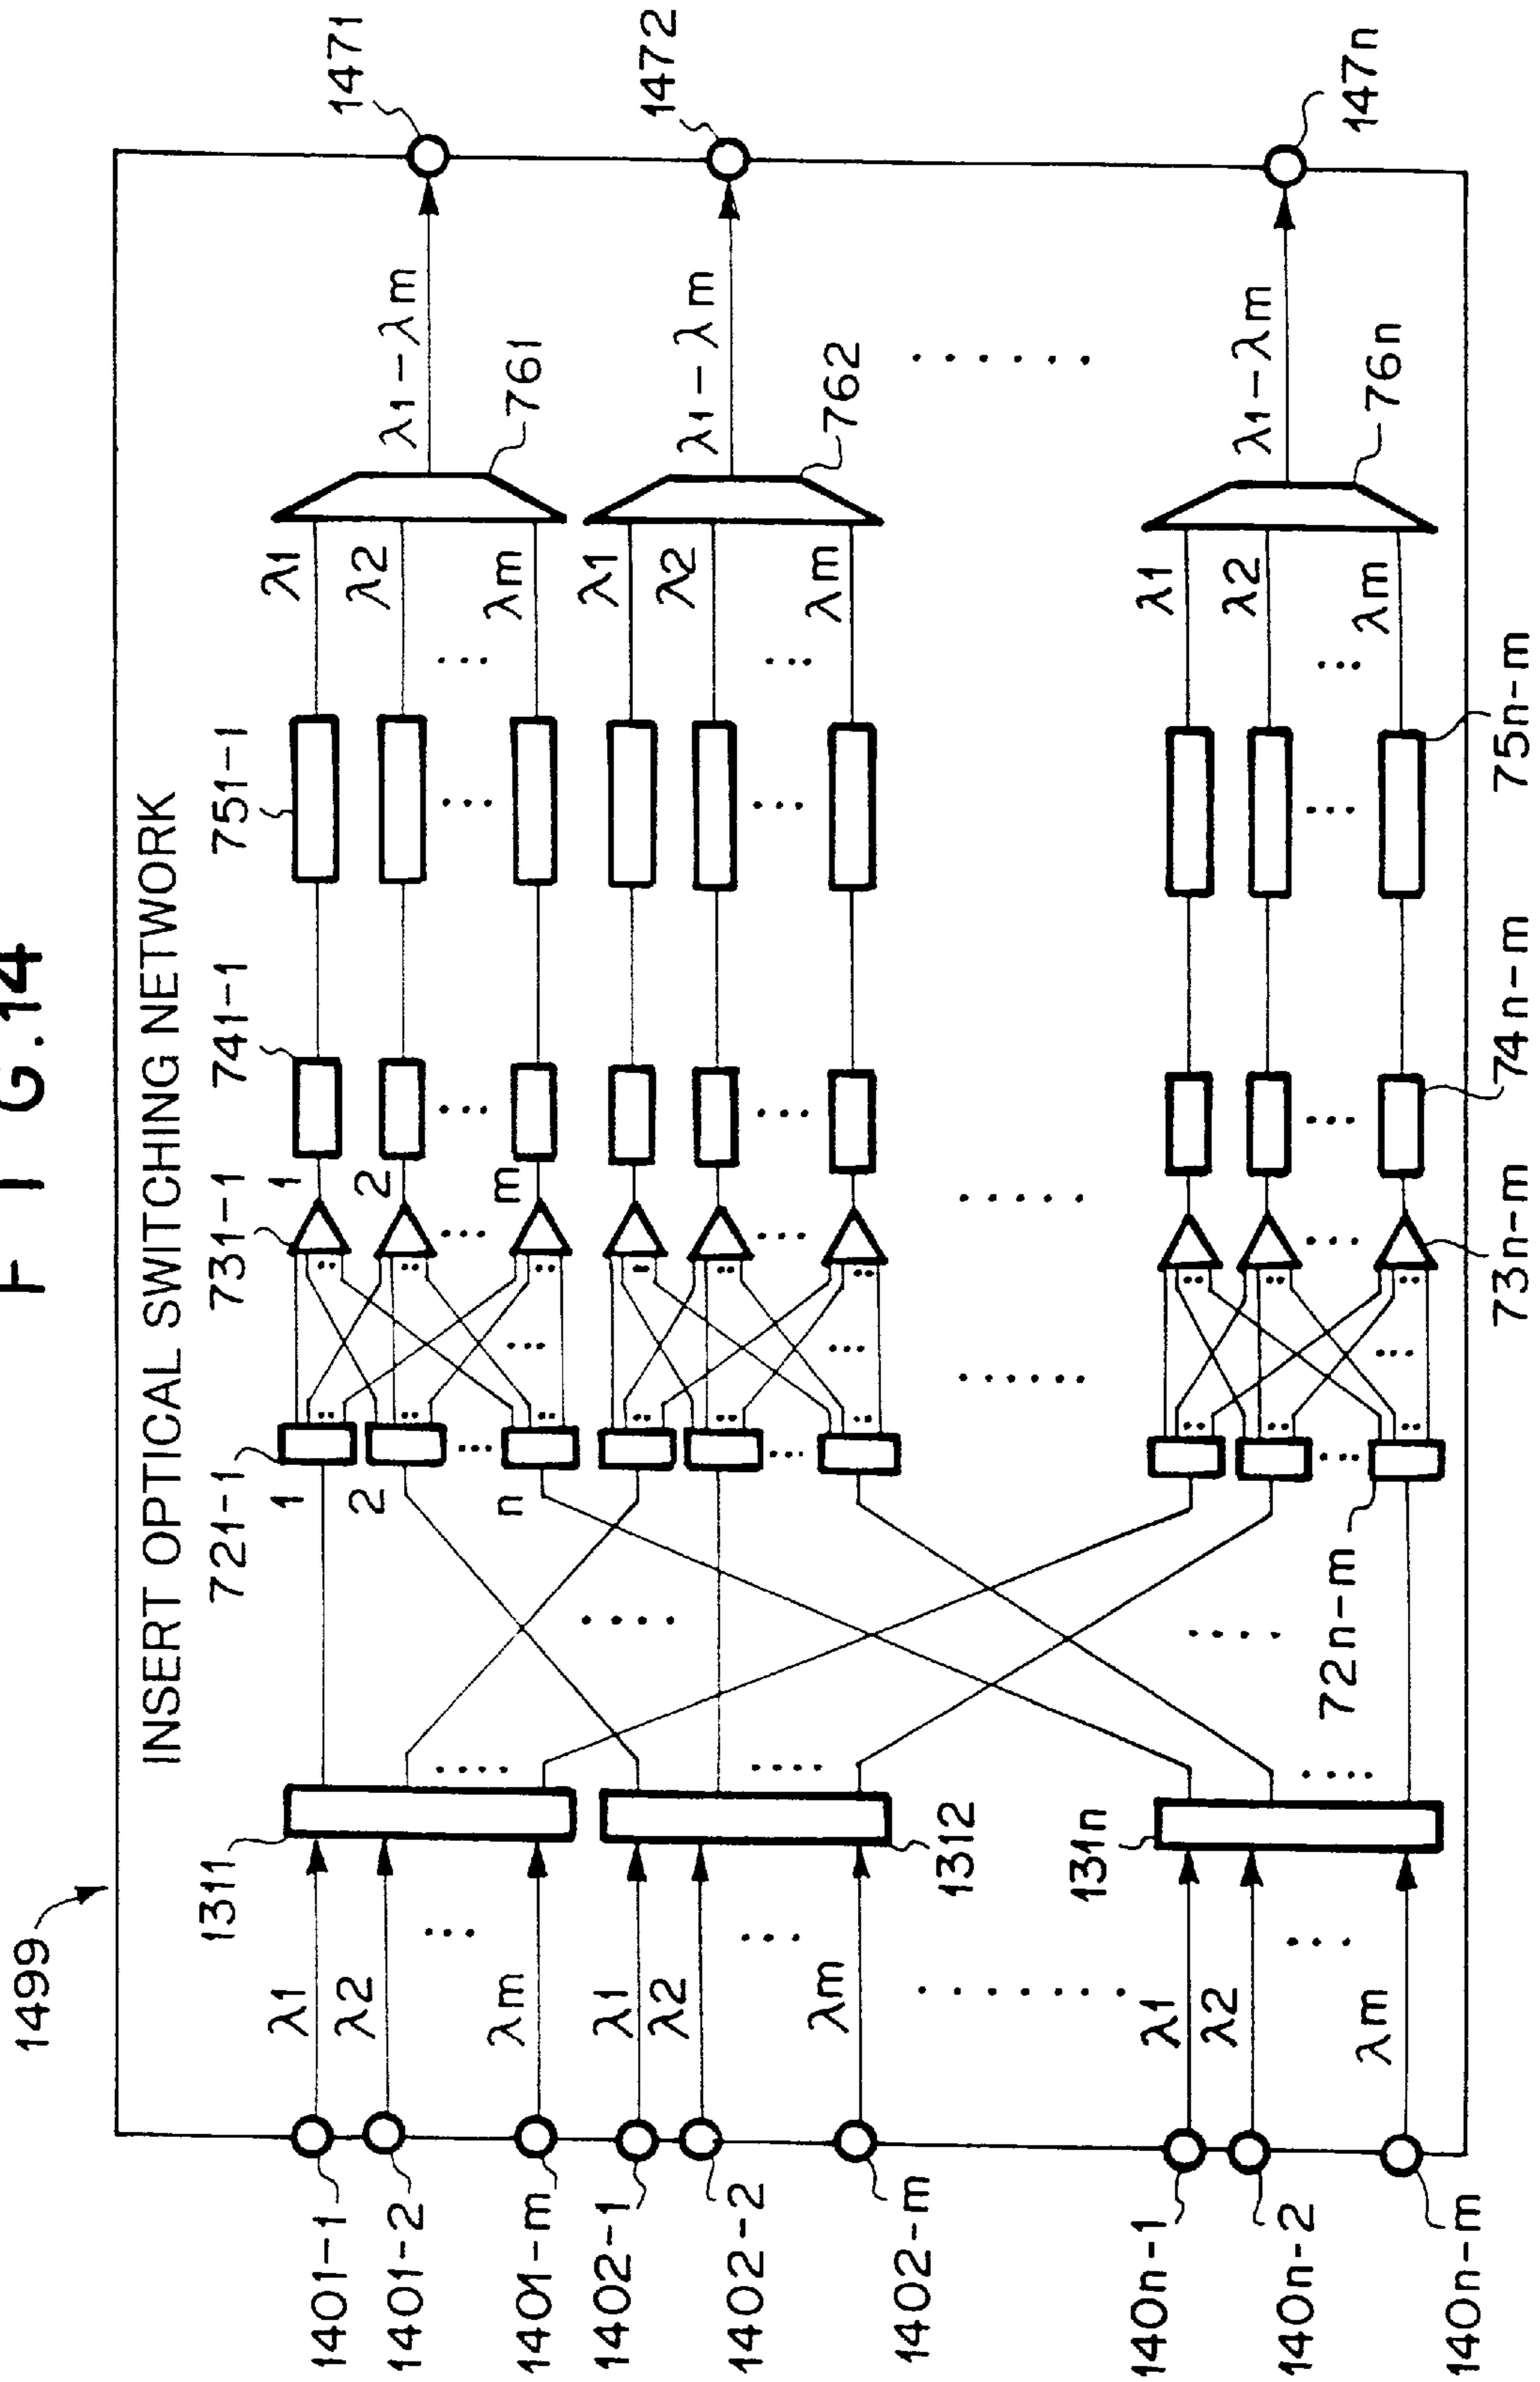 FIG.14
1499
INSERT OPTICAL SWITCHING NETWORK
1311
721-1
731-1
741-1
751-1
1401-1
λ1
1
1
λ1
1471
1401-2
λ2
2
2
λ2
λ1-λm
761
1401-m
λm
n
m
λm
1402-1
λ1
λ1
1402-2
λ2
λ2
λ1-λm
1472
762
1402-m
λm
1312
λm
140n-1
λ1
131n
λ1
140n-2
λ2
λ2
λ1-λm
147n
76n
140n-m
λm
72n-m
λm
73n-m
74n-m
75n-m